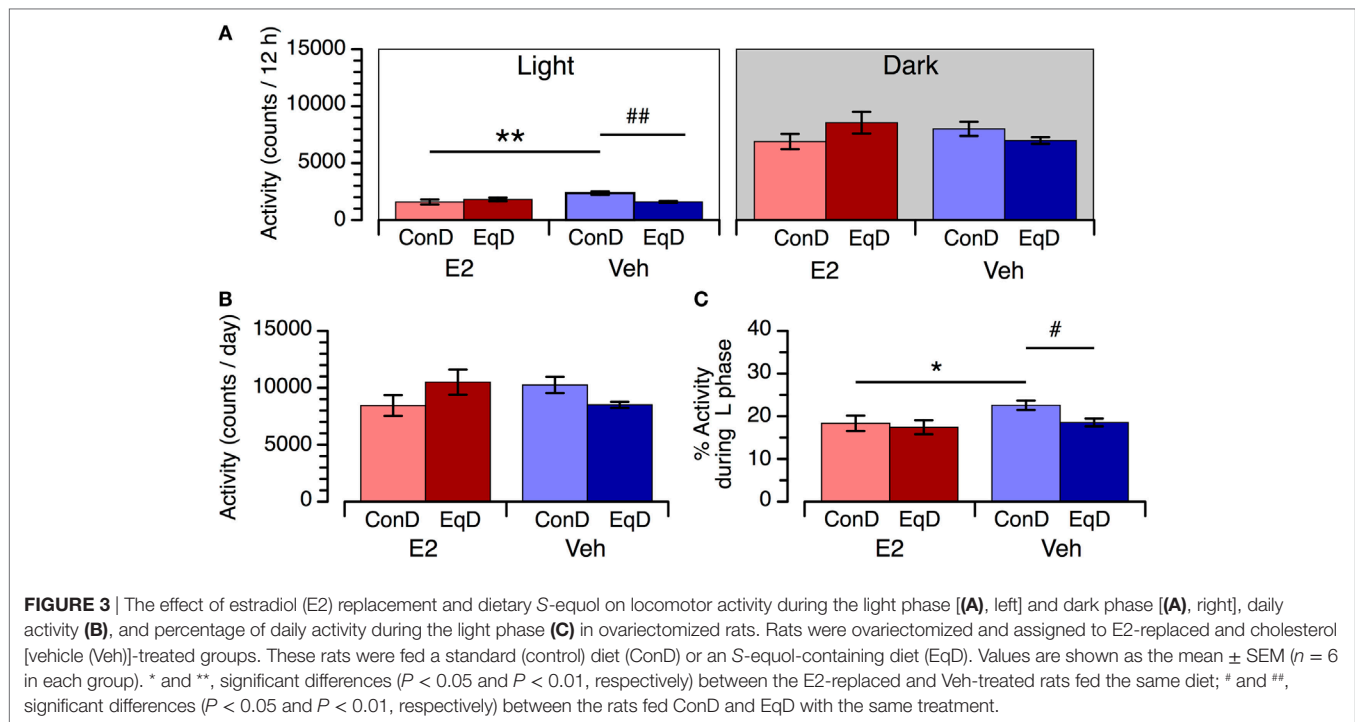 A
Light
Dark
Activity (counts / 12 h)
15000
10000
5000
0
**
##
ConD EqD ConD EqD ConD EqD ConD EqD
E2 Veh E2 Veh
B
Activity (counts / day)
15000
10000
5000
0
ConD EqD ConD EqD
E2 Veh
C
% Activity
during L phase
40
30
20
10
0
*
#
ConD EqD ConD EqD
E2 Veh
FIGURE 3 | The effect of estradiol (E2) replacement and dietary S-equol on locomotor activity during the light phase [(A), left] and dark phase [(A), right], daily
activity (B), and percentage of daily activity during the light phase (C) in ovariectomized rats. Rats were ovariectomized and assigned to E2-replaced and cholesterol
[vehicle (Veh)]-treated groups. These rats were fed a standard (control) diet (ConD) or an S-equol-containing diet (EqD). Values are shown as the mean ± SEM (n = 6
in each group). * and **, significant differences (P < 0.05 and P < 0.01, respectively) between the E2-replaced and Veh-treated rats fed the same diet; # and ##,
significant differences (P < 0.05 and P < 0.01, respectively) between the rats fed ConD and EqD with the same treatment.